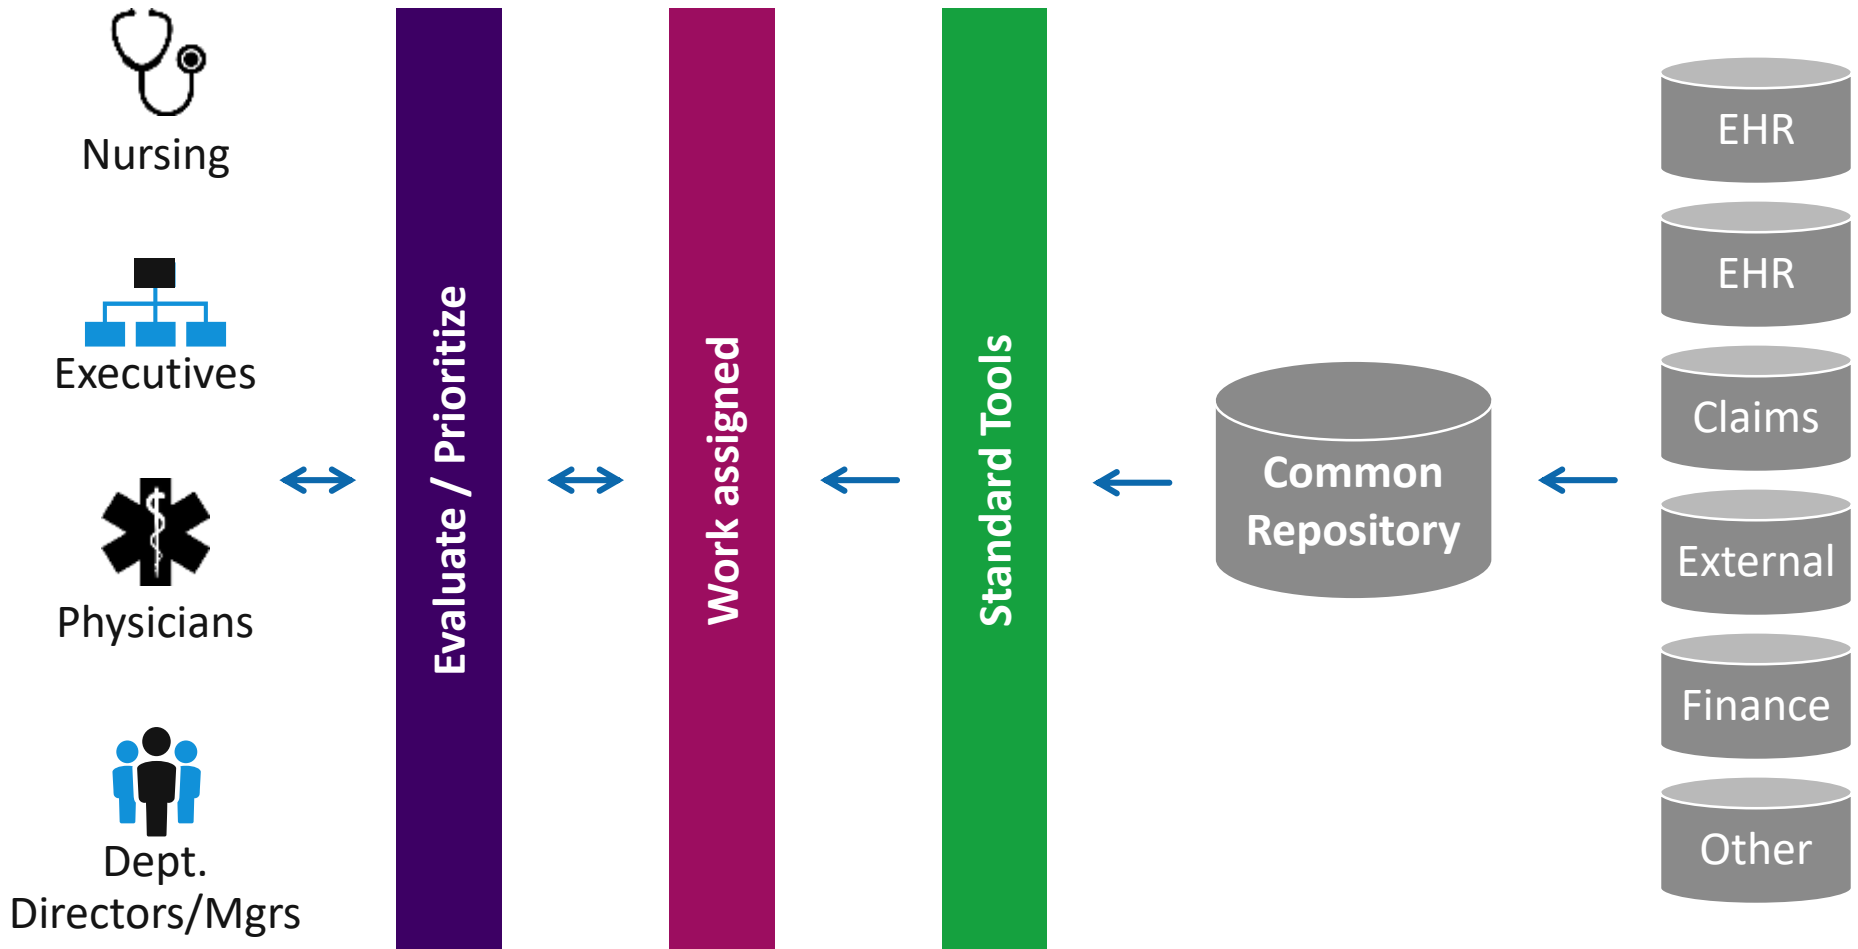 Nursing
Executives
Physicians
Dept.
Directors/Mgrs
Evaluate / Prioritize
Work assigned
Standard Tools
Common
Repository
EHR
EHR
Claims
External
Finance
Other